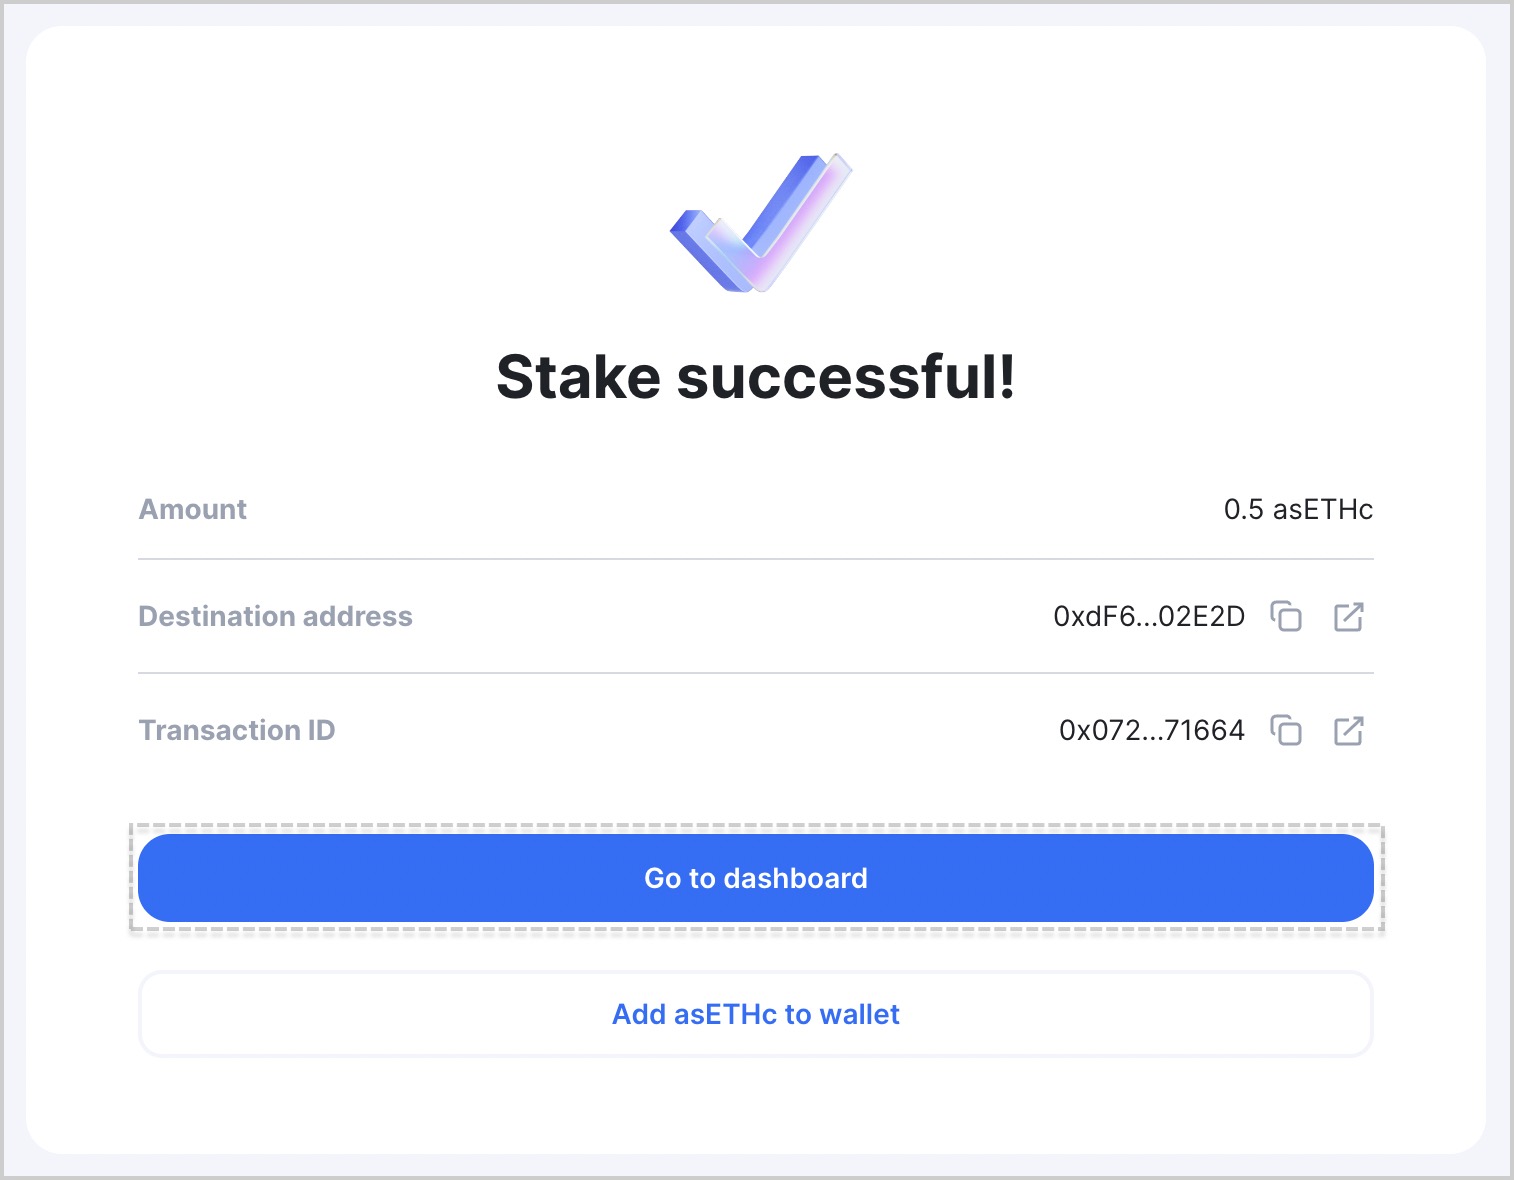 Stake successful!
Amount 0.5 asETHc
Destination address 0xdF6...02E2D
Transaction ID 0x072...71664
Go to dashboard
Add asETHc to wallet